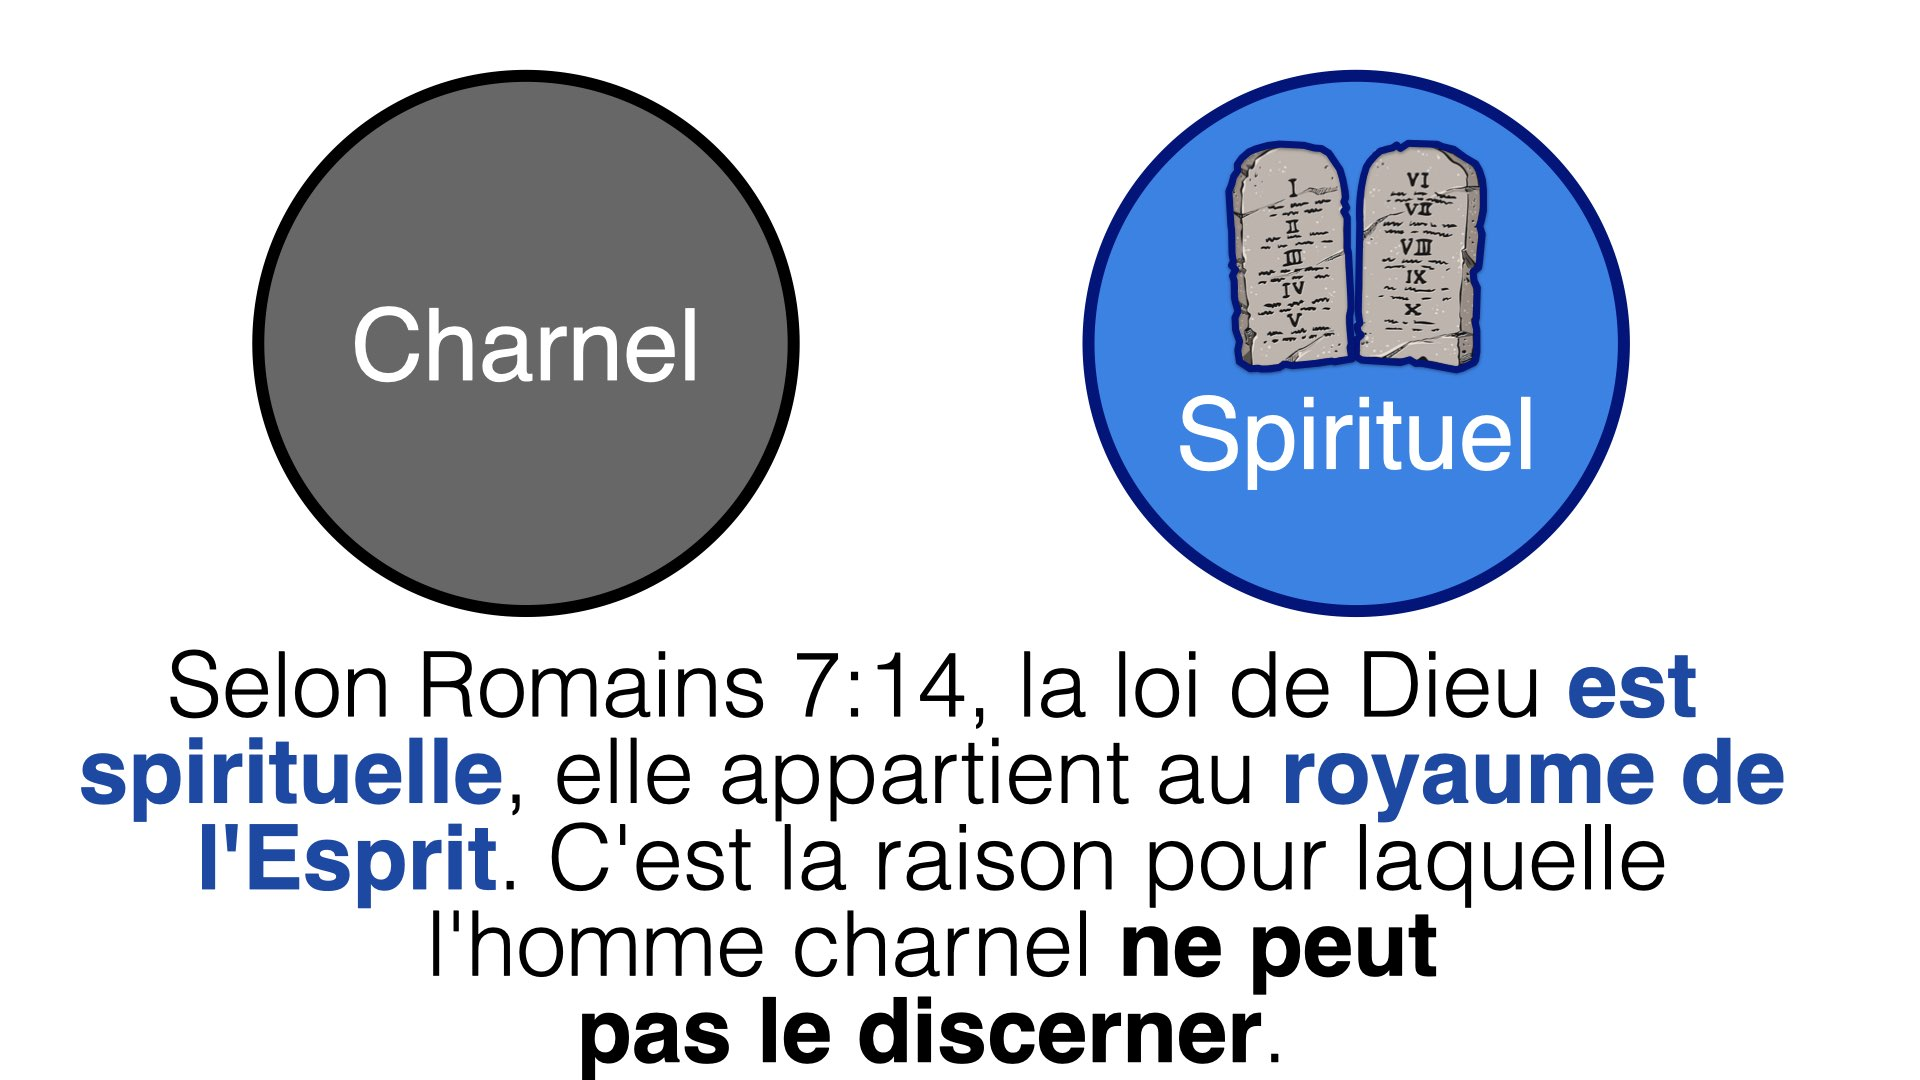 Charnel
I
II
III
IV
V
VI
VII
VIII
IX
X
Spirituel
Selon Romains 7:14, la loi de Dieu est
spirituelle, elle appartient au royaume de
l'Esprit. C'est la raison pour laquelle
l'homme charnel ne peut
pas le discerner.